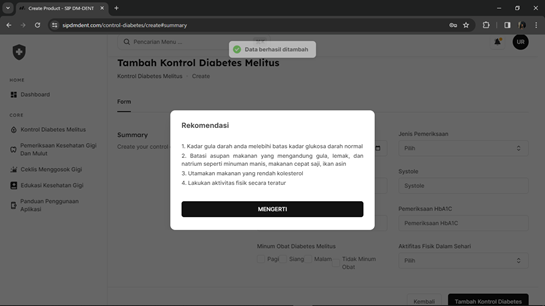 Create Product - SIP DM-DENT
sipdmdent.com/control-diabetes/create#summary
Pencarian Menu ...
Data berhasil ditambah
UR
Tambah Kontrol Diabetes Melitus
Kontrol Diabetes Melitus
Create
HOME
Dashboard
CORE
Kontrol Diabetes Melitus
Pemeriksaan Kesehatan Gigi Dan Mulut
Ceklis Menggosok Gigi
Edukasi Kesehatan Gigi
Panduan Penggunaan Aplikasi
Form
Summary
Create your control
Rekomendasi
1. Kadar gula darah anda melebihi batas kadar glukosa darah normal
2. Batasi asupan makanan yang mengandung gula, lemak, dan
natrium seperti minuman manis, makanan cepat saji, ikan asin
3. Utamakan makanan yang rendah kolesterol
4. Lakukan aktivitas fisik secara teratur
MENGERTI
Jenis Pemeriksaan
Pilih
Systole
Systole
Pemeriksaan HbA1C
Pemeriksaan HbA1C
Minum Obat Diabetes Melitus
Pagi
Siang
Malam
Tidak Minum Obat
Aktifitas Fisik Dalam Sehari
Pilih
Kembali
Tambah Kontrol Diabetes